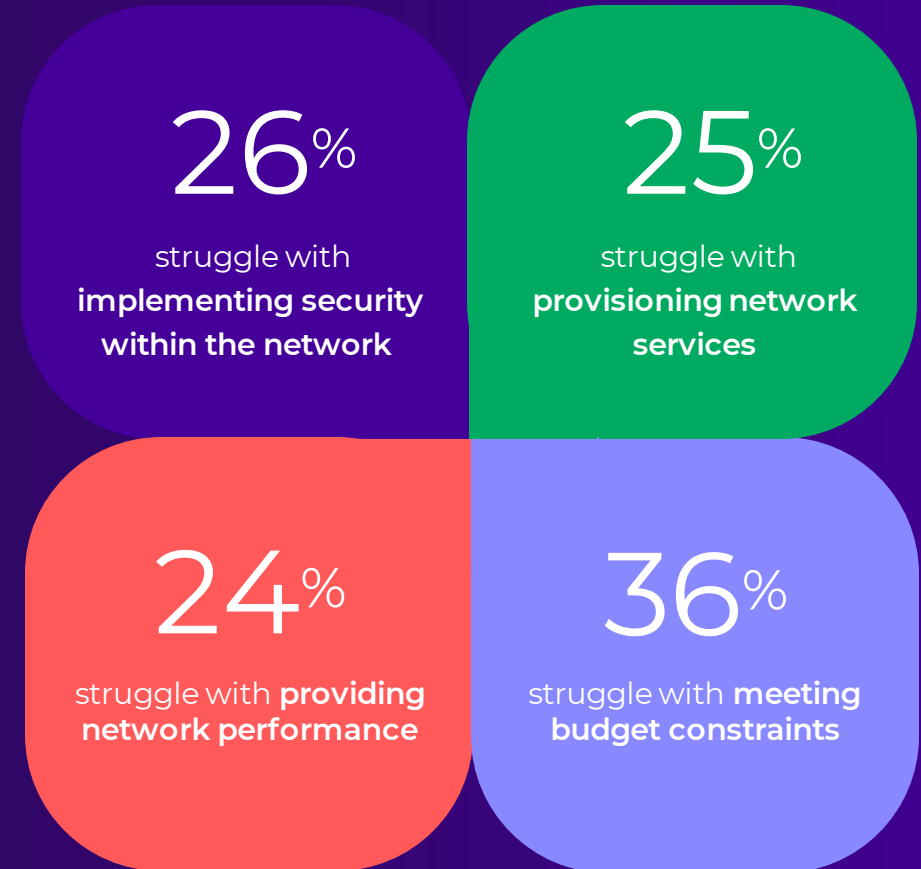 26%
struggle with
implementing security
within the network
25%
struggle with
provisioning network
services
24%
struggle with providing
network performance
36%
struggle with meeting
budget constraints